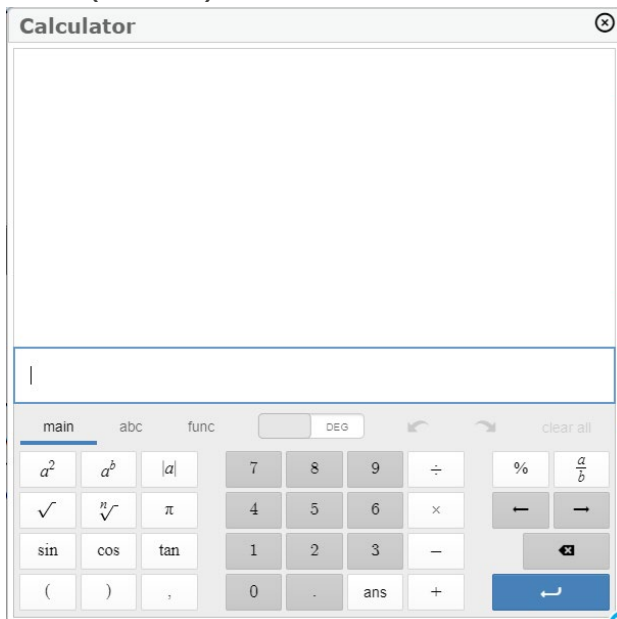 Calculator
main abc func DEG clear all
a² aᵇ |a| 7 8 9 ÷ % a/b
√ ⁿ√ π 4 5 6 × ← →
sin cos tan 1 2 3 −
( ) , 0 . ans +